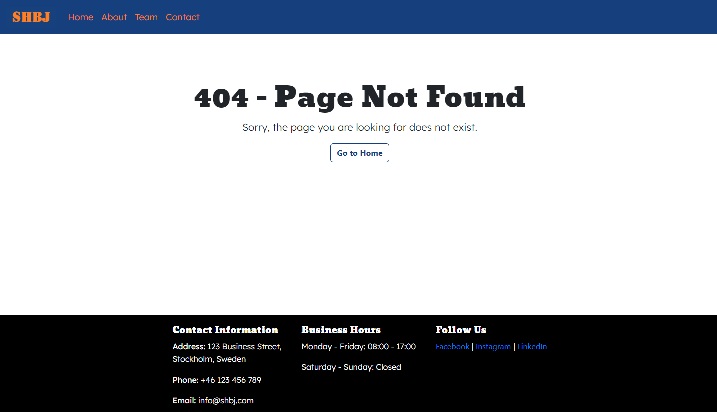 SHBJ Home About Team Contact
404 - Page Not Found
Sorry, the page you are looking for does not exist.
Go to Home
Contact Information
Address: 123 Business Street,
Stockholm, Sweden
Phone: +46 123 456 789
Email: info@shbj.com
Business Hours
Monday - Friday: 08:00 - 17:00
Saturday - Sunday: Closed
Follow Us
Facebook | Instagram | LinkedIn